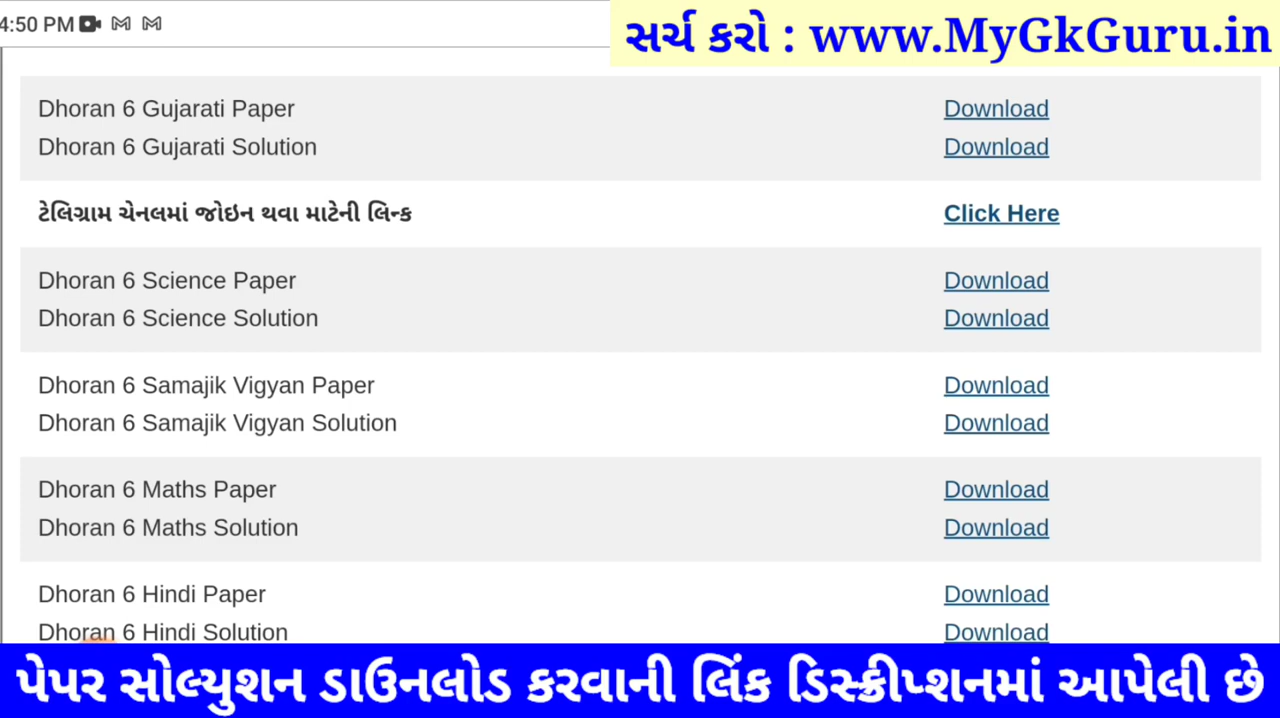 4:50 PM
સર્ચ કરો : www.MyGkGuru.in
Dhoran 6 Gujarati Paper Download
Dhoran 6 Gujarati Solution Download
ટેલિગ્રામ ચેનલમાં જોઇન થવા માટેની લિન્ક Click Here
Dhoran 6 Science Paper Download
Dhoran 6 Science Solution Download
Dhoran 6 Samajik Vigyan Paper Download
Dhoran 6 Samajik Vigyan Solution Download
Dhoran 6 Maths Paper Download
Dhoran 6 Maths Solution Download
Dhoran 6 Hindi Paper Download
Dhoran 6 Hindi Solution Download
પેપર સોલ્યુશન ડાઉનલોડ કરવાની લિંક ડિસ્ક્રીપ્શનમાં આપેલી છે